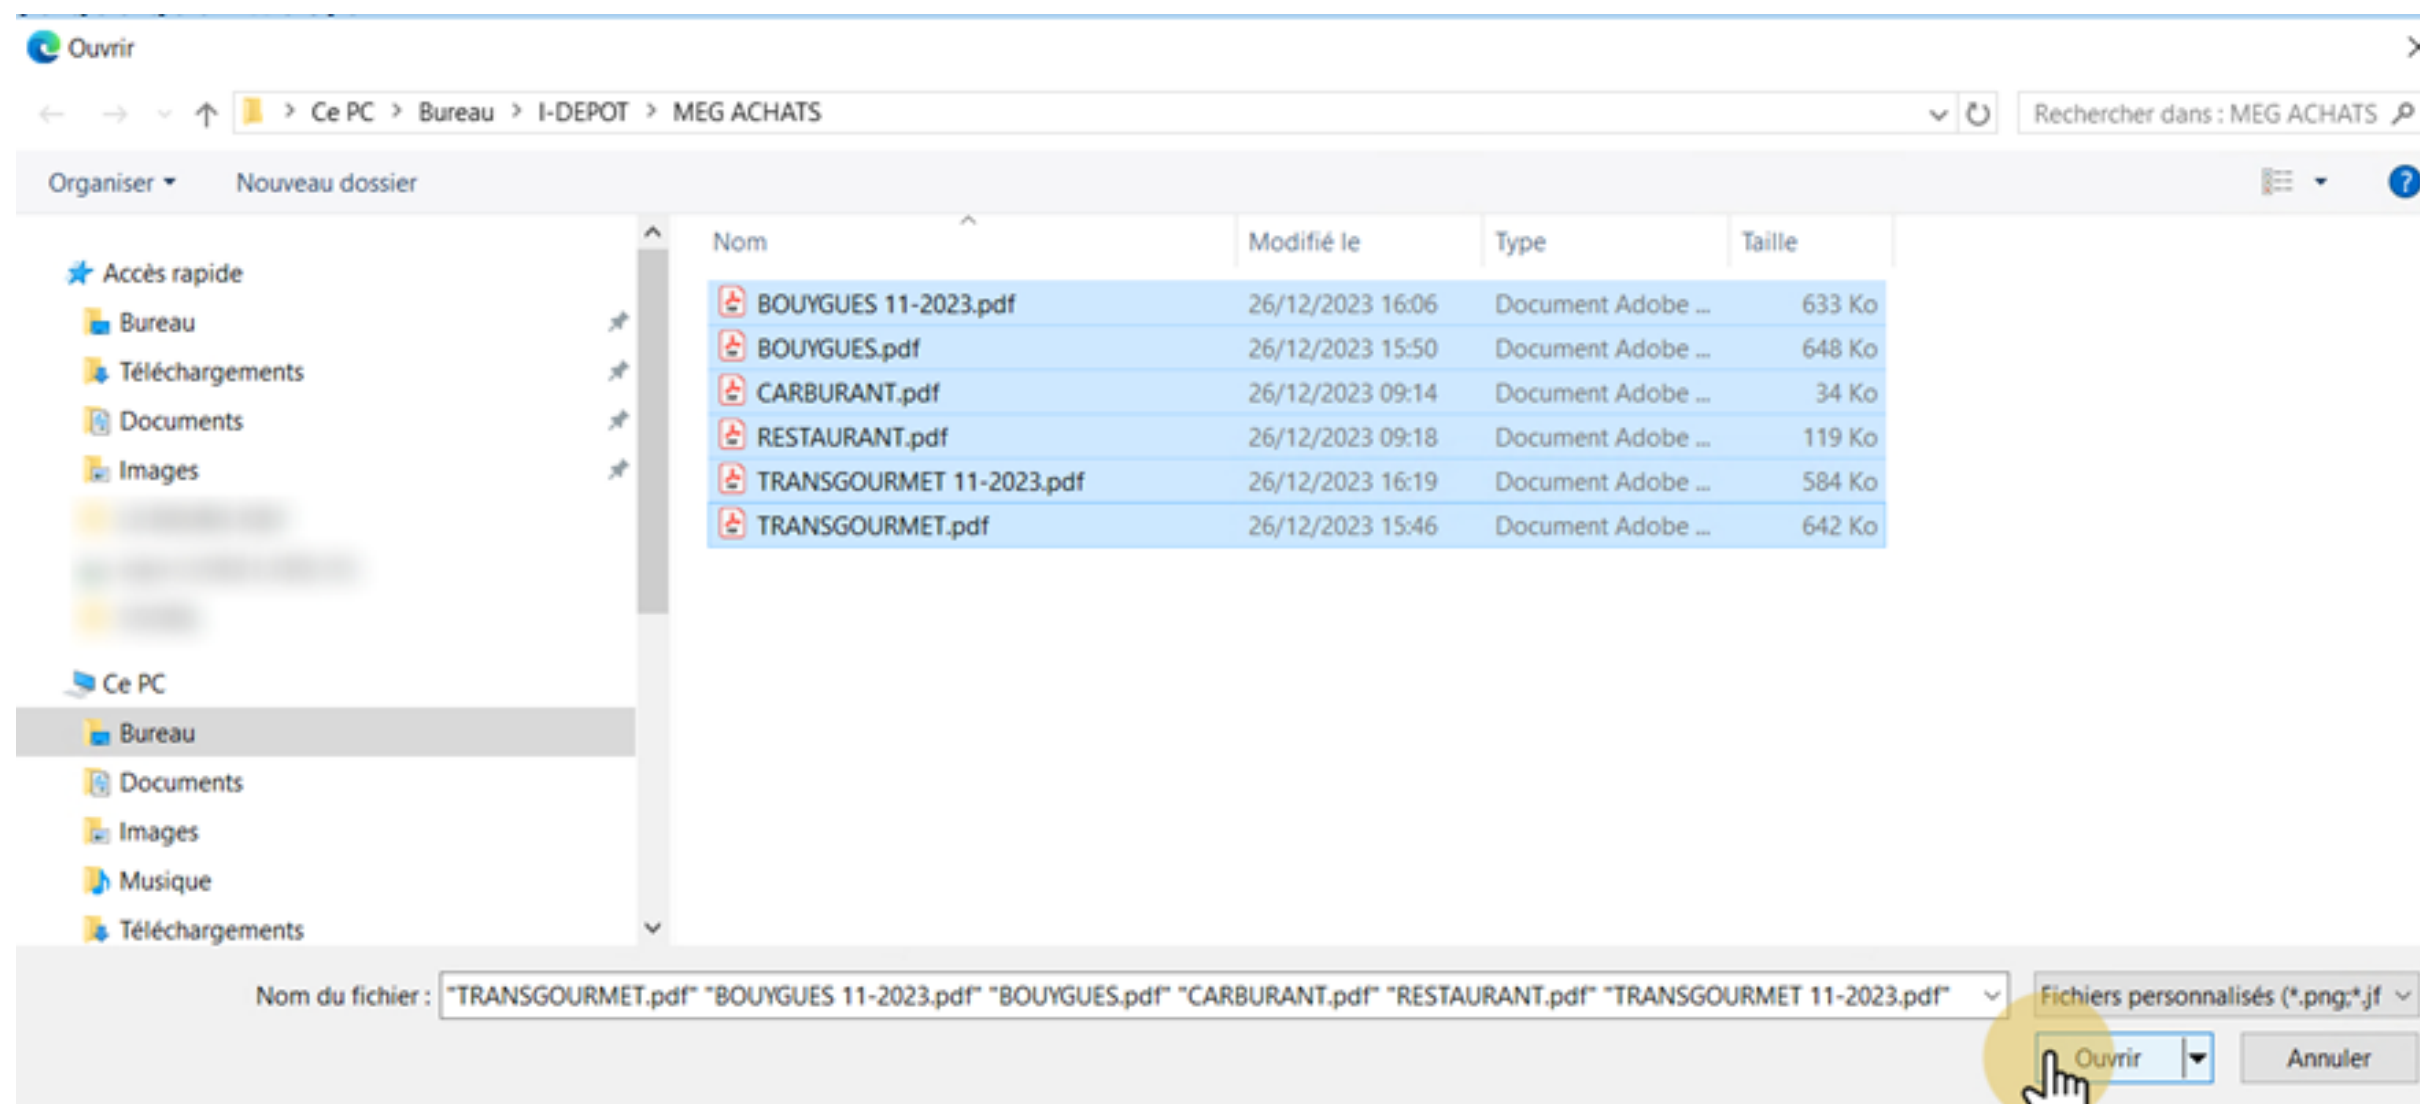 Ouvrir
Ce PC > Bureau > I-DEPOT > MEG ACHATS
Rechercher dans : MEG ACHATS
Organiser
Nouveau dossier
Nom
Modifié le
Type
Taille
Accès rapide
Bureau
Téléchargements
Documents
Images
BOUYGUES 11-2023.pdf 26/12/2023 16:06 Document Adobe ... 633 Ko
BOUYGUES.pdf 26/12/2023 15:50 Document Adobe ... 648 Ko
CARBURANT.pdf 26/12/2023 09:14 Document Adobe ... 34 Ko
RESTAURANT.pdf 26/12/2023 09:18 Document Adobe ... 119 Ko
TRANSGOURMET 11-2023.pdf 26/12/2023 16:19 Document Adobe ... 584 Ko
TRANSGOURMET.pdf 26/12/2023 15:46 Document Adobe ... 642 Ko
Ce PC
Bureau
Documents
Images
Musique
Téléchargements
Nom du fichier : "TRANSGOURMET.pdf" "BOUYGUES 11-2023.pdf" "BOUYGUES.pdf" "CARBURANT.pdf" "RESTAURANT.pdf" "TRANSGOURMET 11-2023.pdf"
Fichiers personnalisés (*.png;*.jf
Ouvrir
Annuler